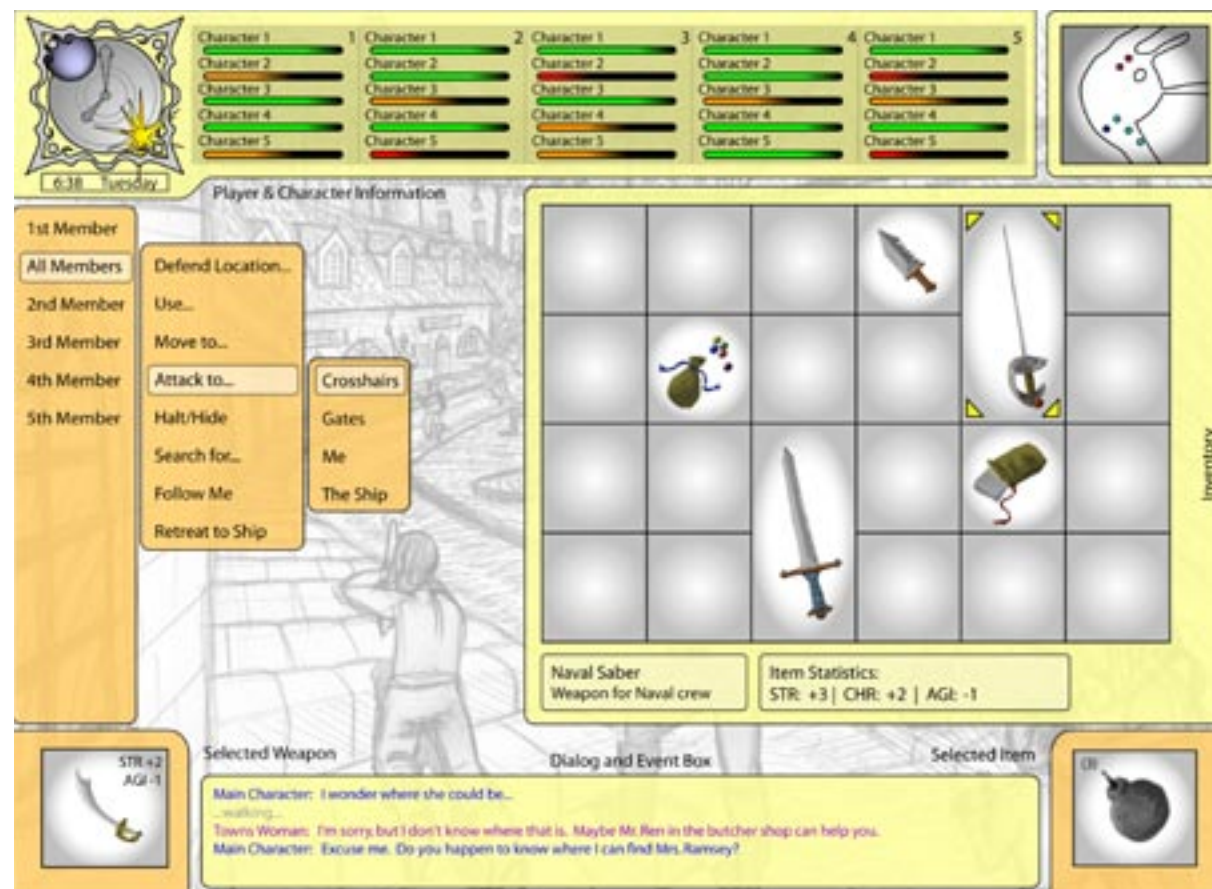 Character 1 1 Character 1 2 Character 1 3 Character 1 4 Character 1 5
Character 2 Character 2 Character 2 Character 2 Character 2
Character 3 Character 3 Character 3 Character 3 Character 3
Character 4 Character 4 Character 4 Character 4 Character 4
Character 5 Character 5 Character 5 Character 5 Character 5
6:38 Tuesday
Player & Character Information
1st Member
All Members
2nd Member
3rd Member
4th Member
5th Member
Defend Location...
Use...
Move to...
Attack to...
Halt/Hide
Search for...
Follow Me
Retreat to Ship
Crosshairs
Gates
Me
The Ship
Inventory
Naval Saber
Weapon for Naval crew
Item Statistics:
STR: +3 | CHR: +2 | AGI: -1
STR +2
AGI -1
Selected Weapon
Dialog and Event Box
Selected Item
(3)
Main Character: I wonder where she could be...
...walking...
Towns Woman: I'm sorry, but I don't know where that is. Maybe Mr. Ren in the butcher shop can help you.
Main Character: Excuse me. Do you happen to know where I can find Mrs. Ramsey?